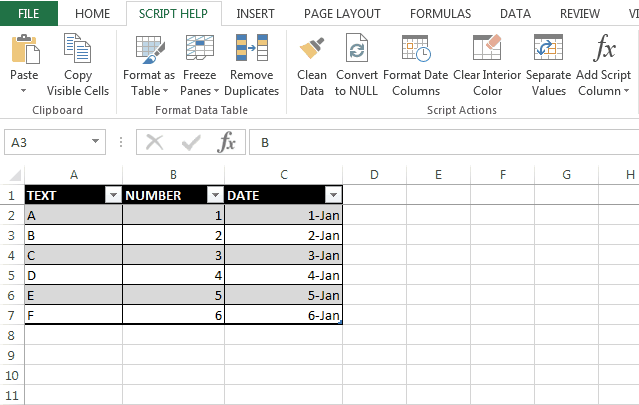 FILE HOME SCRIPT HELP INSERT PAGE LAYOUT FORMULAS DATA REVIEW VI
Paste
Copy
Visible Cells
Format as
Table
Freeze
Panes
Remove
Duplicates
Clean
Data
Convert
to NULL
Format Date
Columns
Clear Interior
Color
Separate
Values
fx
Add Script
Column
Clipboard Format Data Table Script Actions
A3 fx B
A B C D E F G H
1 TEXT NUMBER DATE
2 A 1 1-Jan
3 B 2 2-Jan
4 C 3 3-Jan
5 D 4 4-Jan
6 E 5 5-Jan
7 F 6 6-Jan
8
9
10
11